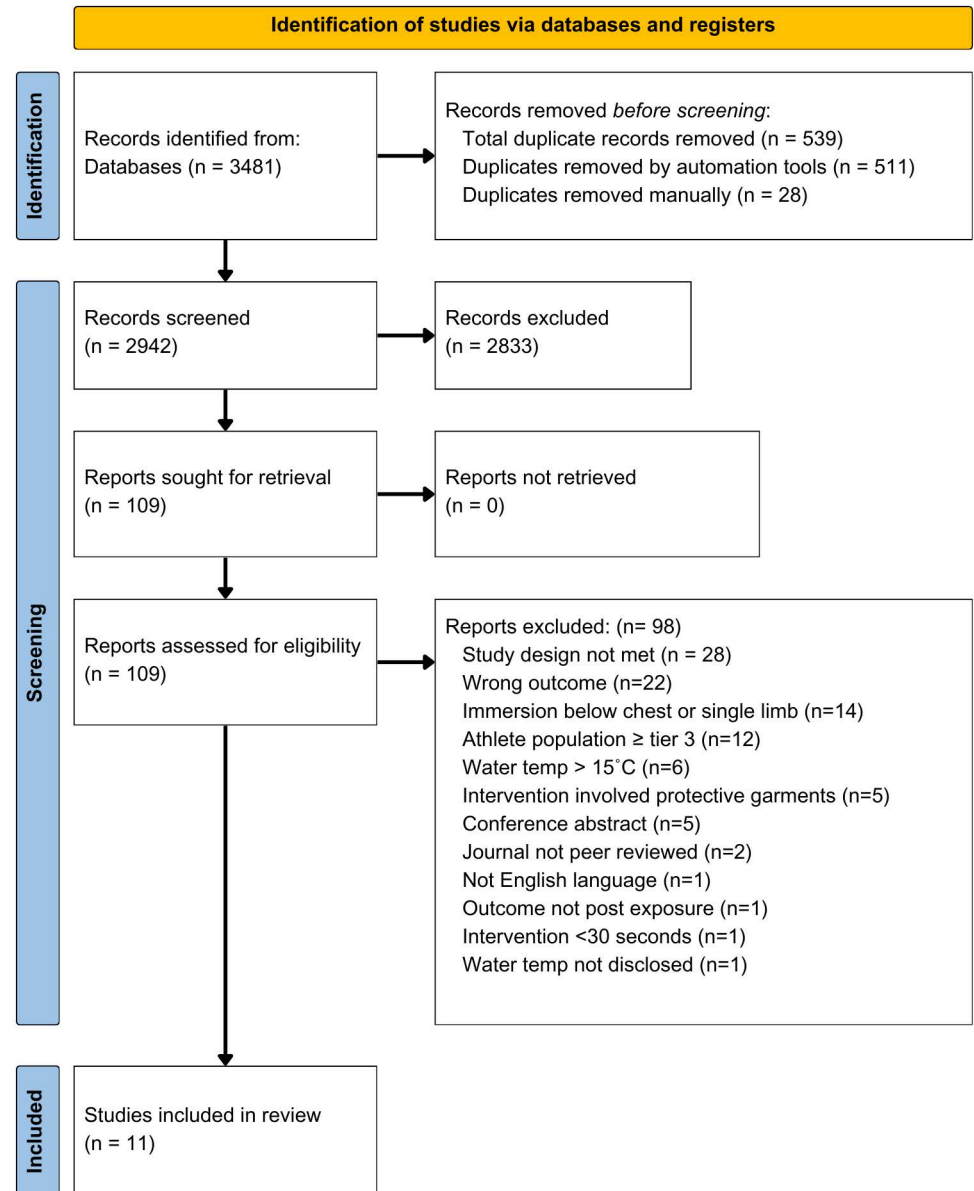 Identification of studies via databases and registers
Identification
Records identified from:
Databases (n = 3481)
Records removed before screening:
Total duplicate records removed (n = 539)
Duplicates removed by automation tools (n = 511)
Duplicates removed manually (n = 28)
Screening
Records screened
(n = 2942)
Records excluded
(n = 2833)
Reports sought for retrieval
(n = 109)
Reports not retrieved
(n = 0)
Reports assessed for eligibility
(n = 109)
Reports excluded: (n= 98)
Study design not met (n = 28)
Wrong outcome (n=22)
Immersion below chest or single limb (n=14)
Athlete population ≥ tier 3 (n=12)
Water temp > 15˚C (n=6)
Intervention involved protective garments (n=5)
Conference abstract (n=5)
Journal not peer reviewed (n=2)
Not English language (n=1)
Outcome not post exposure (n=1)
Intervention <30 seconds (n=1)
Water temp not disclosed (n=1)
Included
Studies included in review
(n = 11)